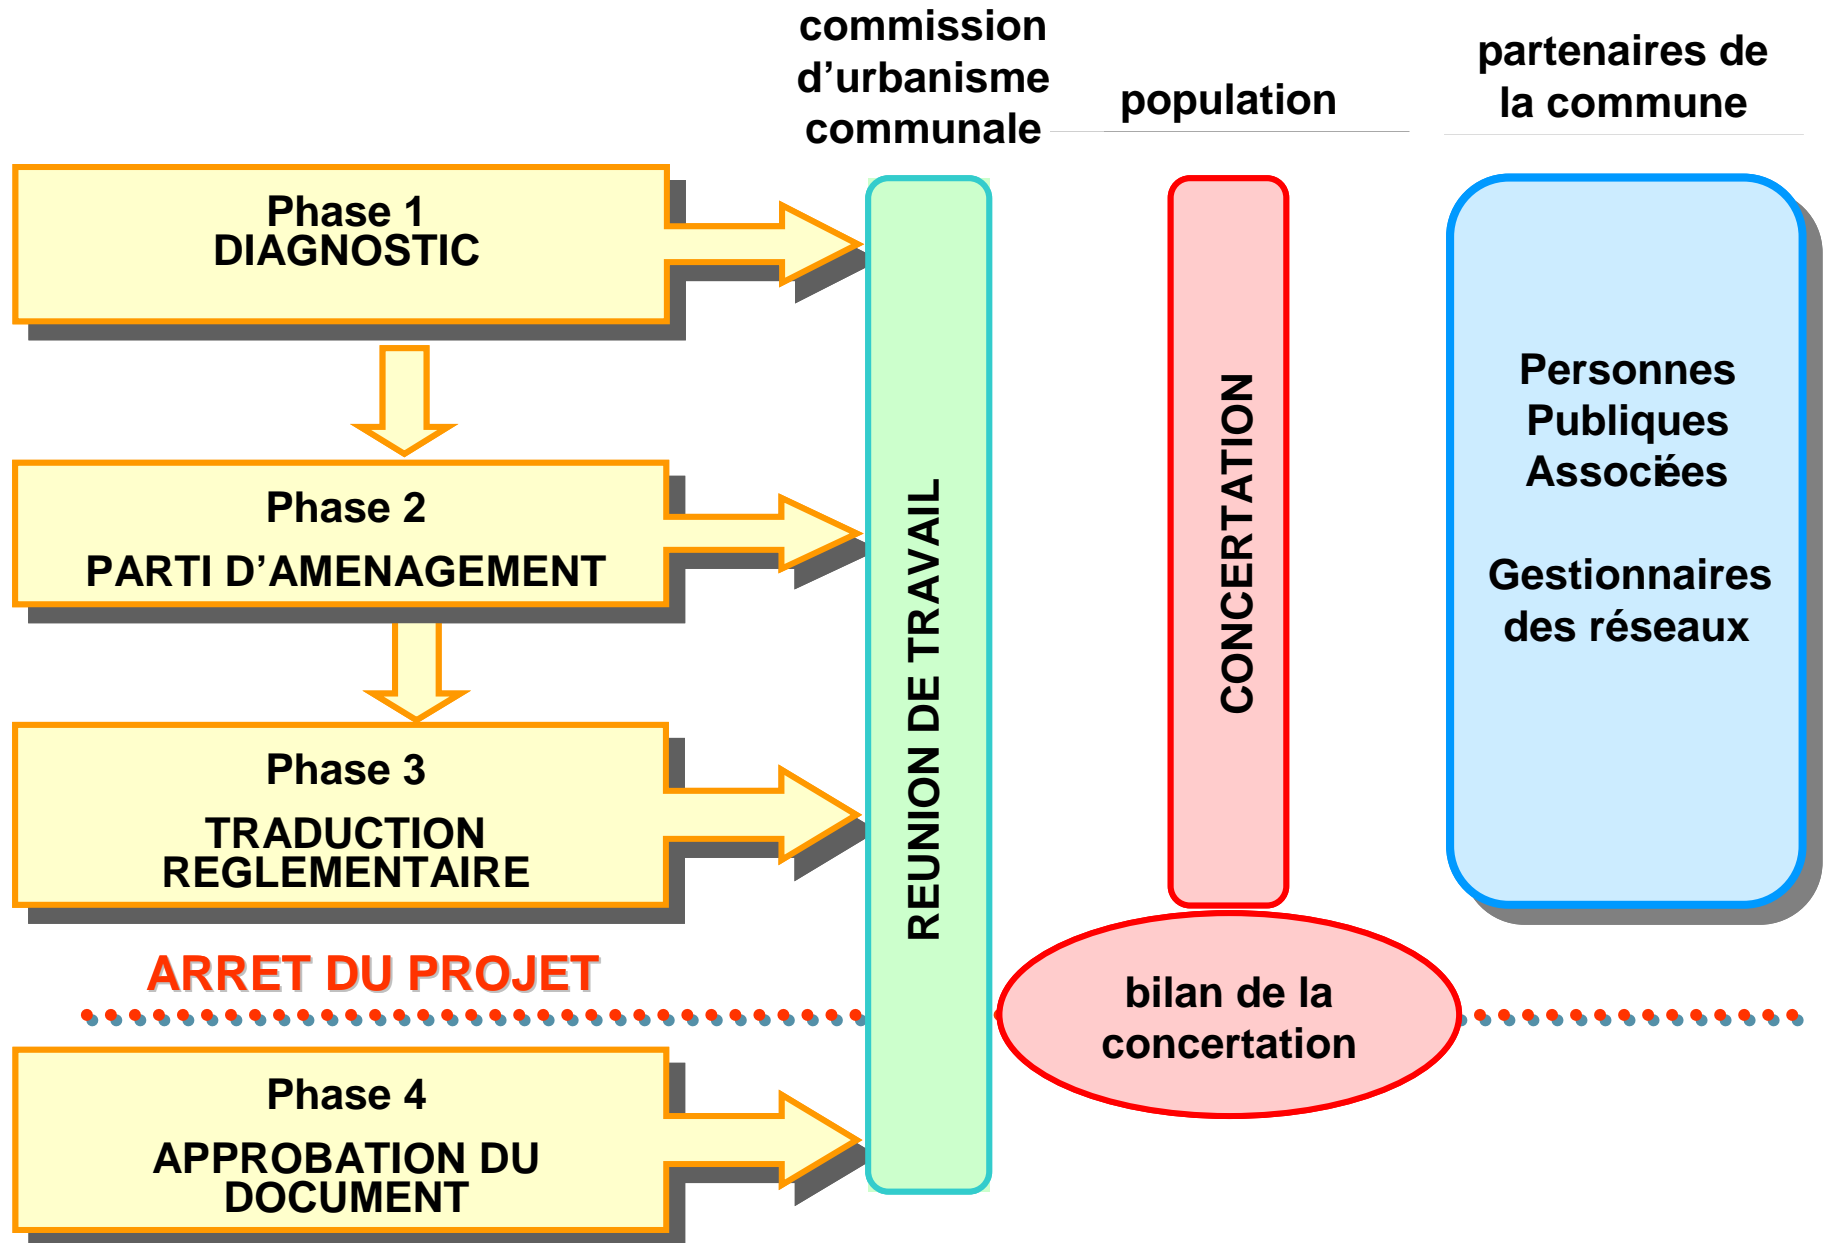 commission
d’urbanisme
communale
population
partenaires de
la commune
Phase 1
DIAGNOSTIC
Phase 2
PARTI D’AMENAGEMENT
Phase 3
TRADUCTION
REGLEMENTAIRE
ARRET DU PROJET
Phase 4
APPROBATION DU
DOCUMENT
REUNION DE TRAVAIL
CONCERTATION
bilan de la
concertation
Personnes
Publiques
Associées
Gestionnaires
des réseaux